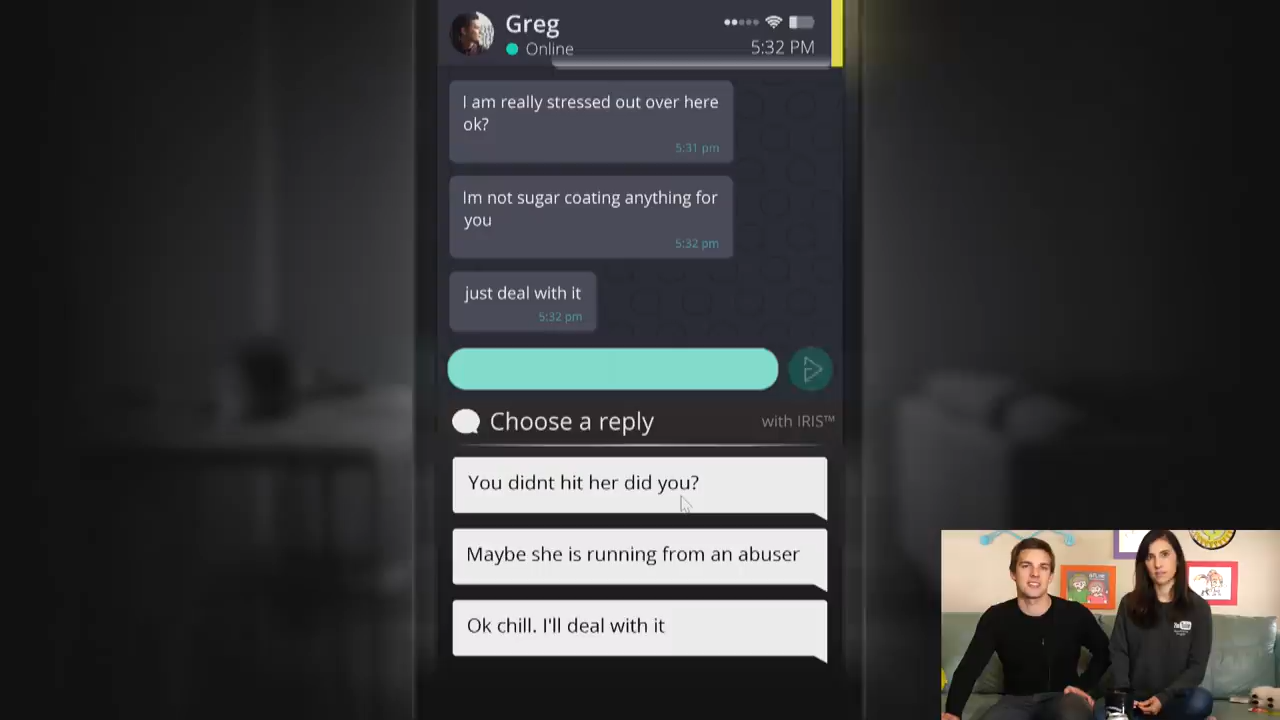 Greg
Online
5:32 PM
I am really stressed out over here
ok?
5:31 pm
Im not sugar coating anything for
you
5:32 pm
just deal with it
5:32 pm
Choose a reply
with IRIS™
You didnt hit her did you?
Maybe she is running from an abuser
Ok chill. I'll deal with it
You Tube